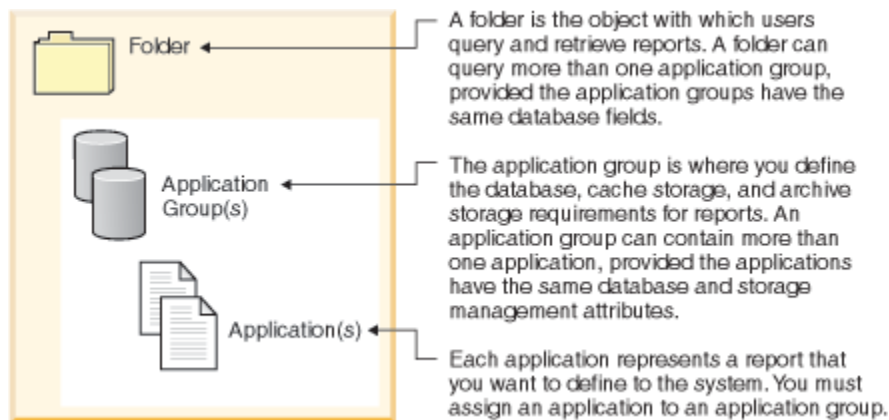 Folder
A folder is the object with which users
query and retrieve reports. A folder can
query more than one application group,
provided the application groups have the
same database fields.
Application
Group(s)
The application group is where you define
the database, cache storage, and archive
storage requirements for reports. An
application group can contain more than
one application, provided the applications
have the same database and storage
management attributes.
Application(s)
Each application represents a report that
you want to define to the system. You must
assign an application to an application group.